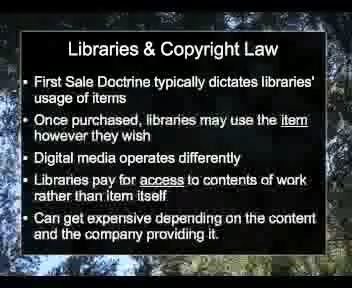 Libraries & Copyright Law
• First Sale Doctrine typically dictates libraries'
usage of items
• Once purchased, libraries may use the item
however they wish
• Digital media operates differently
• Libraries pay for access to contents of work
rather than item itself
• Can get expensive depending on the content
and the company providing it.